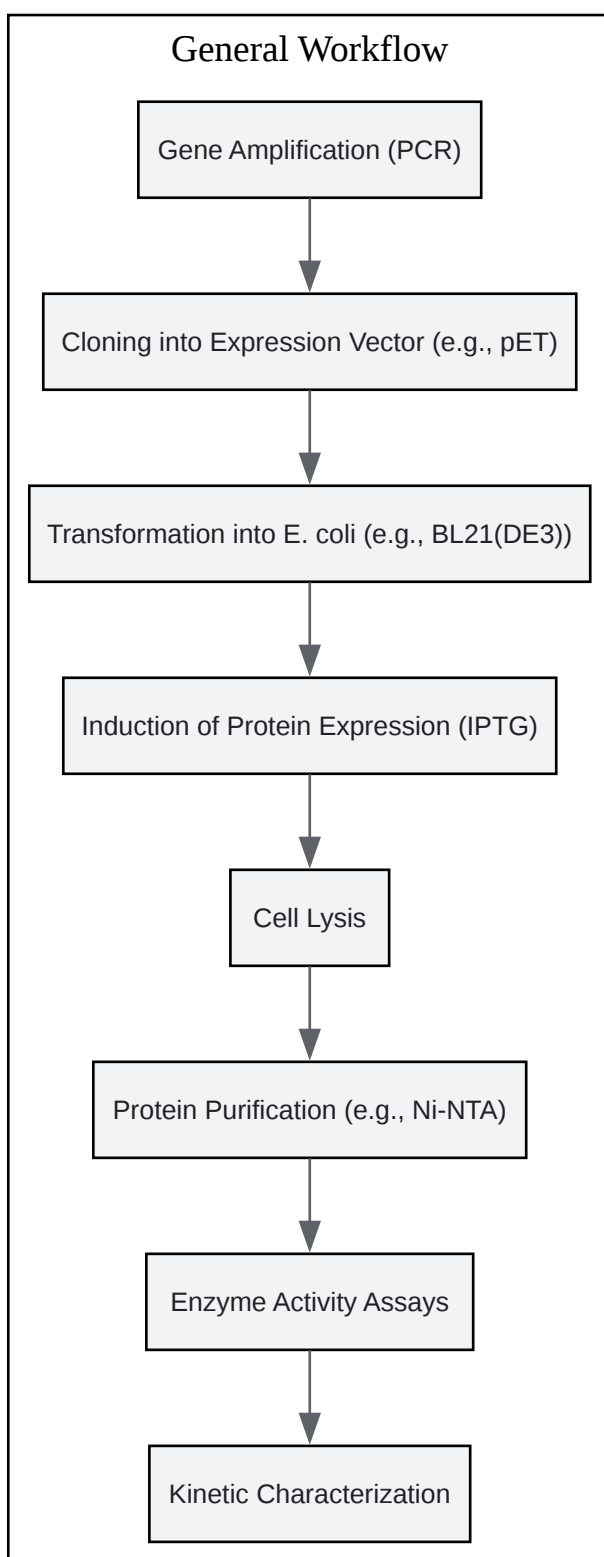 General Workflow
Gene Amplification (PCR)
Cloning into Expression Vector (e.g., pET)
Transformation into E. coli (e.g., BL21(DE3))
Induction of Protein Expression (IPTG)
Cell Lysis
Protein Purification (e.g., Ni-NTA)
Enzyme Activity Assays
Kinetic Characterization